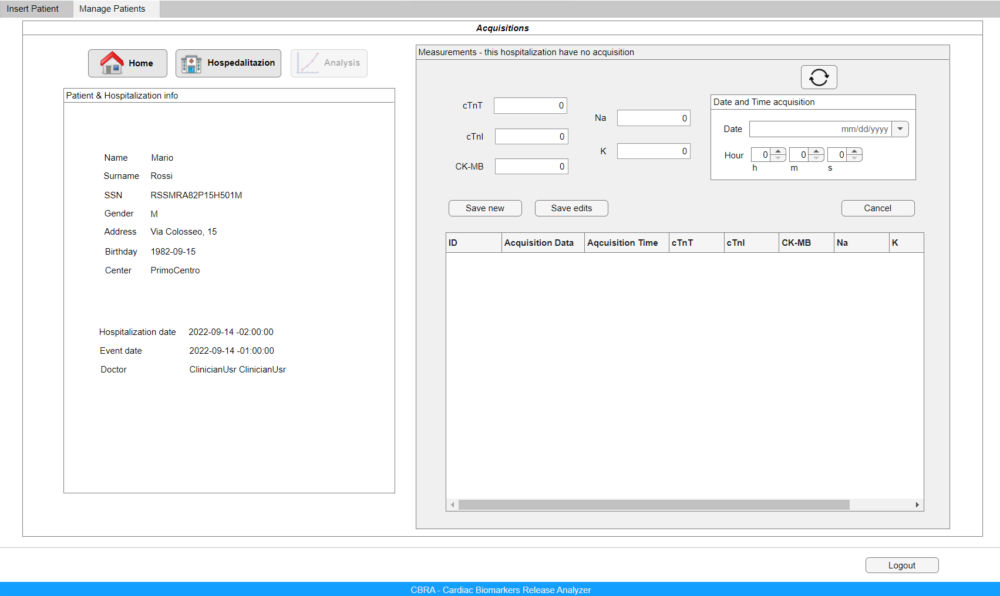 Insert Patient
Manage Patients
Acquisitions
Home
Hospedalitazion
Analysis
Patient & Hospitalization info
Name Mario
Surname Rossi
SSN RSSMRA82P15H501M
Gender M
Address Via Colosseo, 15
Birthday 1982-09-15
Center PrimoCentro
Hospitalization date 2022-09-14 -02:00:00
Event date 2022-09-14 -01:00:00
Doctor ClinicianUsr ClinicianUsr
Measurements - this hospitalization have no acquisition
cTnT 0
cTnI 0
CK-MB 0
Na 0
K 0
Date and Time acquisition
Date mm/dd/yyyy
Hour 0 0 0
h m s
Save new
Save edits
Cancel
ID Acquisition Data Aqcuisition Time cTnT cTnI CK-MB Na K
Logout
CBRA - Cardiac Biomarkers Release Analyzer